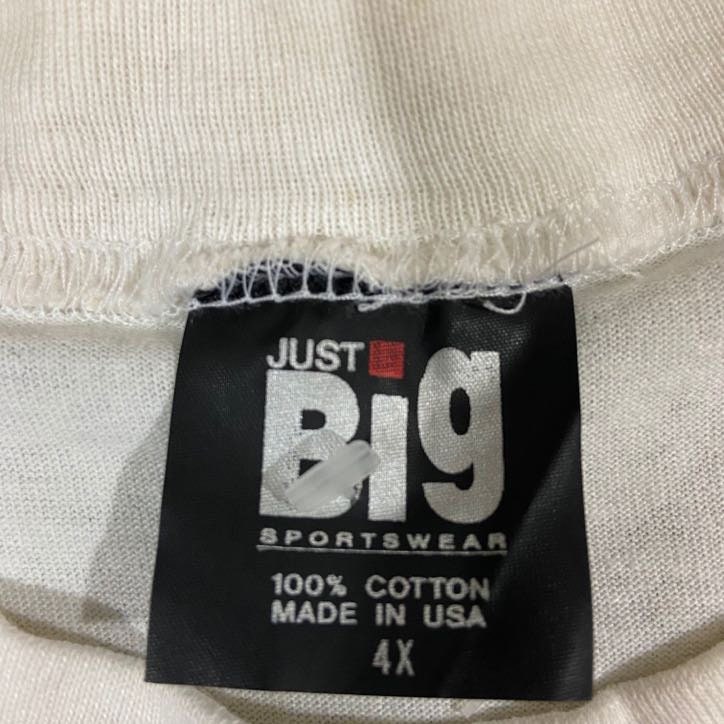 JUST
Big
SPORTSWEAR
100% COTTON
MADE IN USA
4X